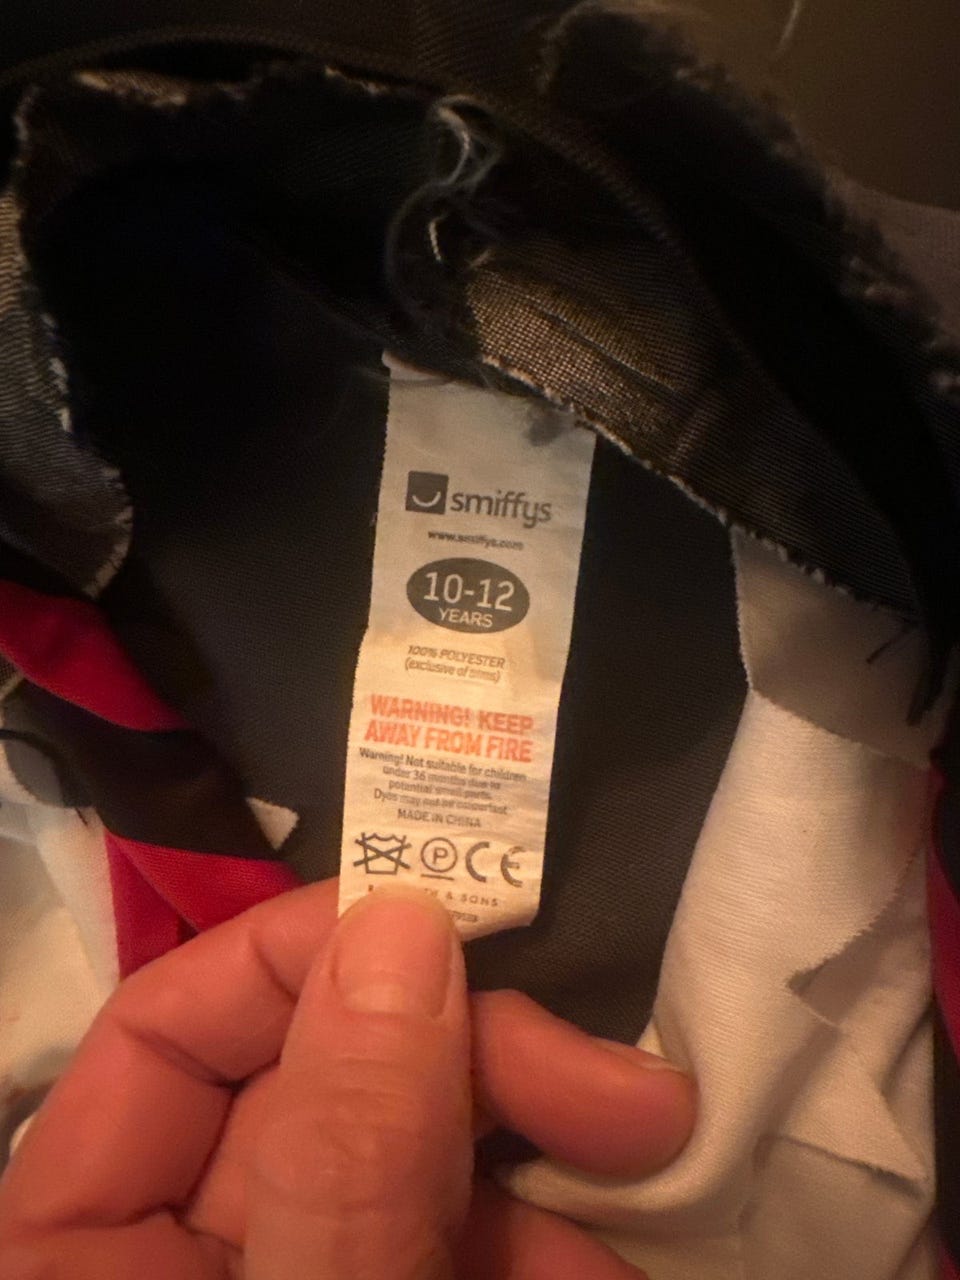 smiffys
www.smiffys.com
10-12
YEARS
100% POLYESTER
(exclusive of trims)
WARNING! KEEP
AWAY FROM FIRE
Warning! Not suitable for children
under 36 months due to
potential small parts.
Dyes may not be colourfast
MADE IN CHINA
P CE
& SONS